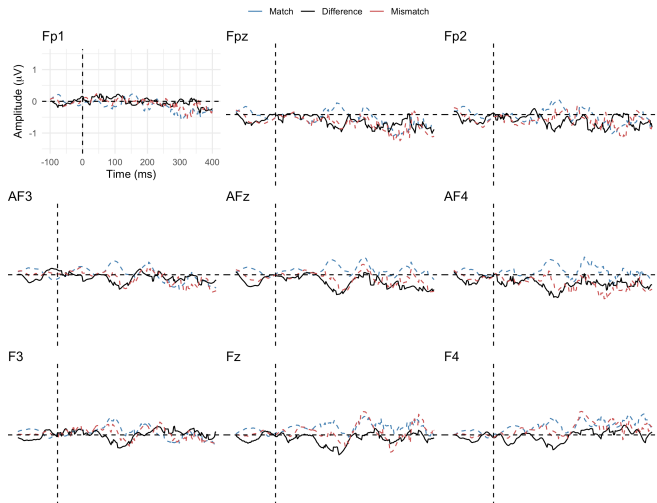 Match Difference Mismatch
Fp1 Fpz Fp2
1
0
-1
Amplitude (μV)
-100 0 100 200 300 400
Time (ms)
AF3 AFz AF4
F3 Fz F4